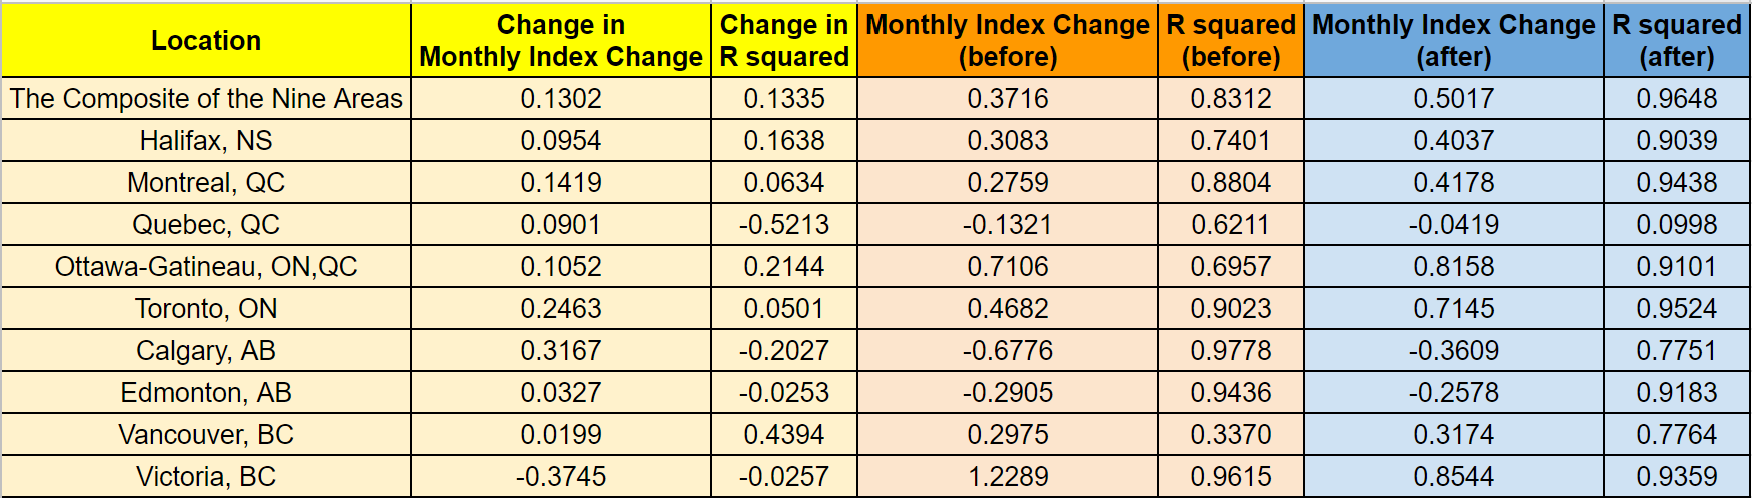 Location Change in Monthly Index Change Change in R squared Monthly Index Change (before) R squared (before) Monthly Index Change (after) R squared (after)
The Composite of the Nine Areas 0.1302 0.1335 0.3716 0.8312 0.5017 0.9648
Halifax, NS 0.0954 0.1638 0.3083 0.7401 0.4037 0.9039
Montreal, QC 0.1419 0.0634 0.2759 0.8804 0.4178 0.9438
Quebec, QC 0.0901 -0.5213 -0.1321 0.6211 -0.0419 0.0998
Ottawa-Gatineau, ON,QC 0.1052 0.2144 0.7106 0.6957 0.8158 0.9101
Toronto, ON 0.2463 0.0501 0.4682 0.9023 0.7145 0.9524
Calgary, AB 0.3167 -0.2027 -0.6776 0.9778 -0.3609 0.7751
Edmonton, AB 0.0327 -0.0253 -0.2905 0.9436 -0.2578 0.9183
Vancouver, BC 0.0199 0.4394 0.2975 0.3370 0.3174 0.7764
Victoria, BC -0.3745 -0.0257 1.2289 0.9615 0.8544 0.9359